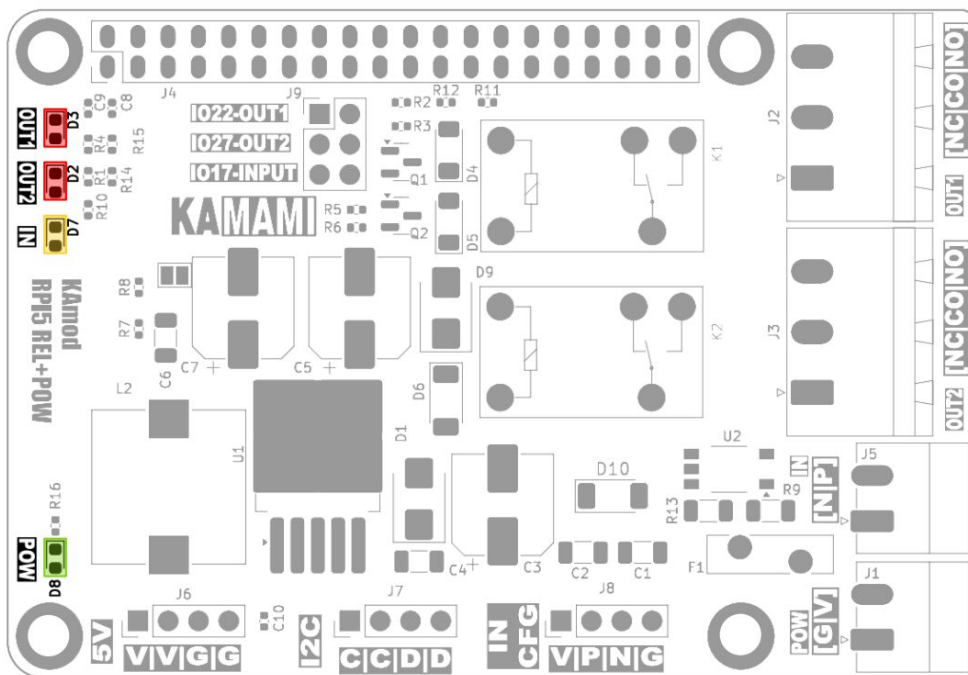 J4
J9
OUT1
D3
C9
C8
R4
R15
OUT2
D2
R1
R14
R10
IN
D7
IO22-OUT1
IO27-OUT2
IO17-INPUT
R2
R12
R11
R3
Q1
D4
K1
KAMAMI
R5
R6
Q2
D5
J2
[NC|CO|NO]
OUT1
KAmod
RPI5 REL+POW
R8
R7
C6
C7
+
C5
+
D9
K2
J3
[NC|CO|NO]
OUT2
L2
U1
D6
D1
U2
IN
[N|P]
J5
R16
POW
D8
C4
+
C3
D10
C2
C1
R13
R9
F1
J1
POW
[G|V]
5V
J6
V|V|G|G
C10
I2C
J7
C|C|D|D
IN
CFG
J8
V|P|N|G